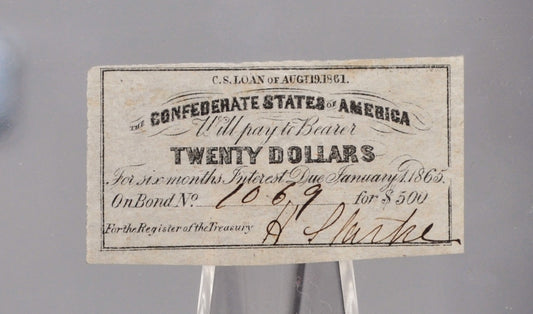 C.S. LOAN OF AUGT. 19. 1861.
THE CONFEDERATE STATES OF AMERICA
Will pay to Bearer
TWENTY DOLLARS
For six months Interest Due January 1. 1865.
On Bond No. 1069 for $500
For the Register of the Treasury